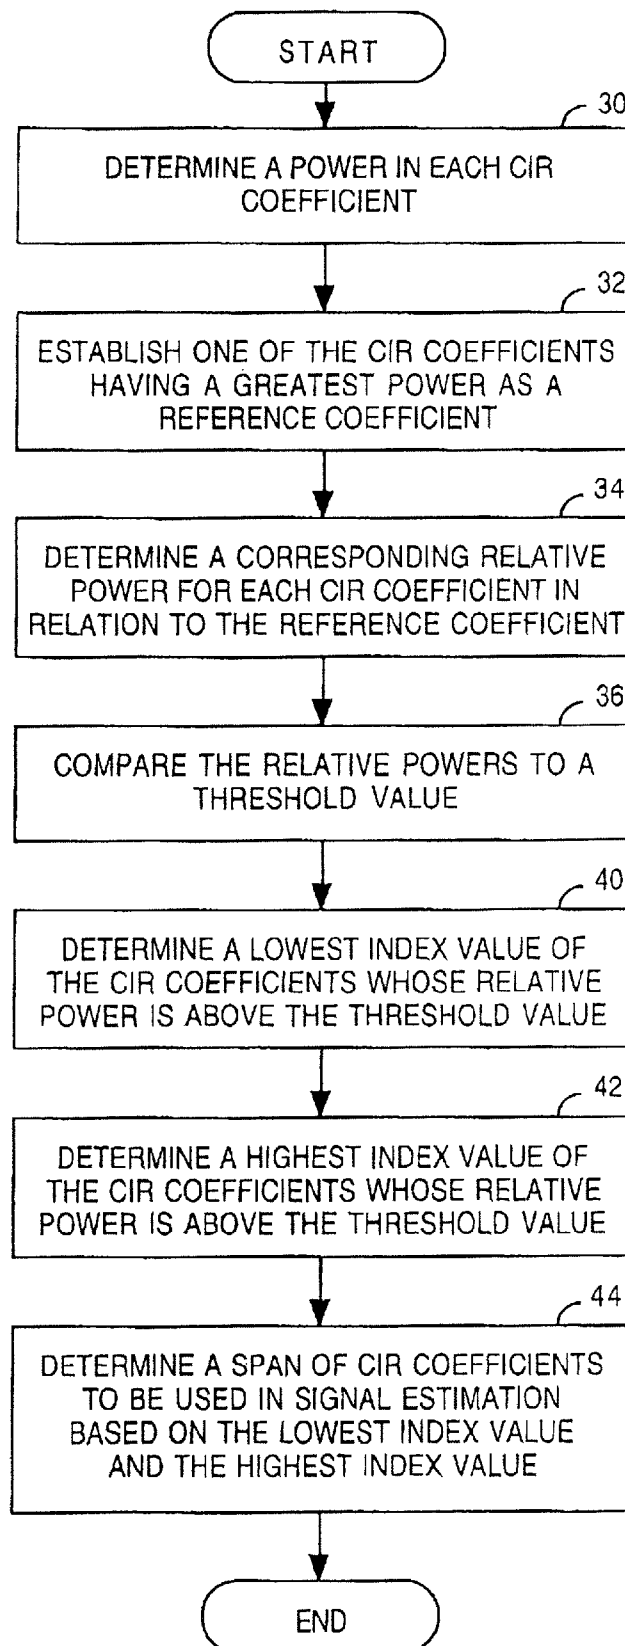 START
30
DETERMINE A POWER IN EACH CIR
COEFFICIENT
32
ESTABLISH ONE OF THE CIR COEFFICIENTS
HAVING A GREATEST POWER AS A
REFERENCE COEFFICIENT
34
DETERMINE A CORRESPONDING RELATIVE
POWER FOR EACH CIR COEFFICIENT IN
RELATION TO THE REFERENCE COEFFICIENT
36
COMPARE THE RELATIVE POWERS TO A
THRESHOLD VALUE
40
DETERMINE A LOWEST INDEX VALUE OF
THE CIR COEFFICIENTS WHOSE RELATIVE
POWER IS ABOVE THE THRESHOLD VALUE
42
DETERMINE A HIGHEST INDEX VALUE OF
THE CIR COEFFICIENTS WHOSE RELATIVE
POWER IS ABOVE THE THRESHOLD VALUE
44
DETERMINE A SPAN OF CIR COEFFICIENTS
TO BE USED IN SIGNAL ESTIMATION
BASED ON THE LOWEST INDEX VALUE
AND THE HIGHEST INDEX VALUE
END